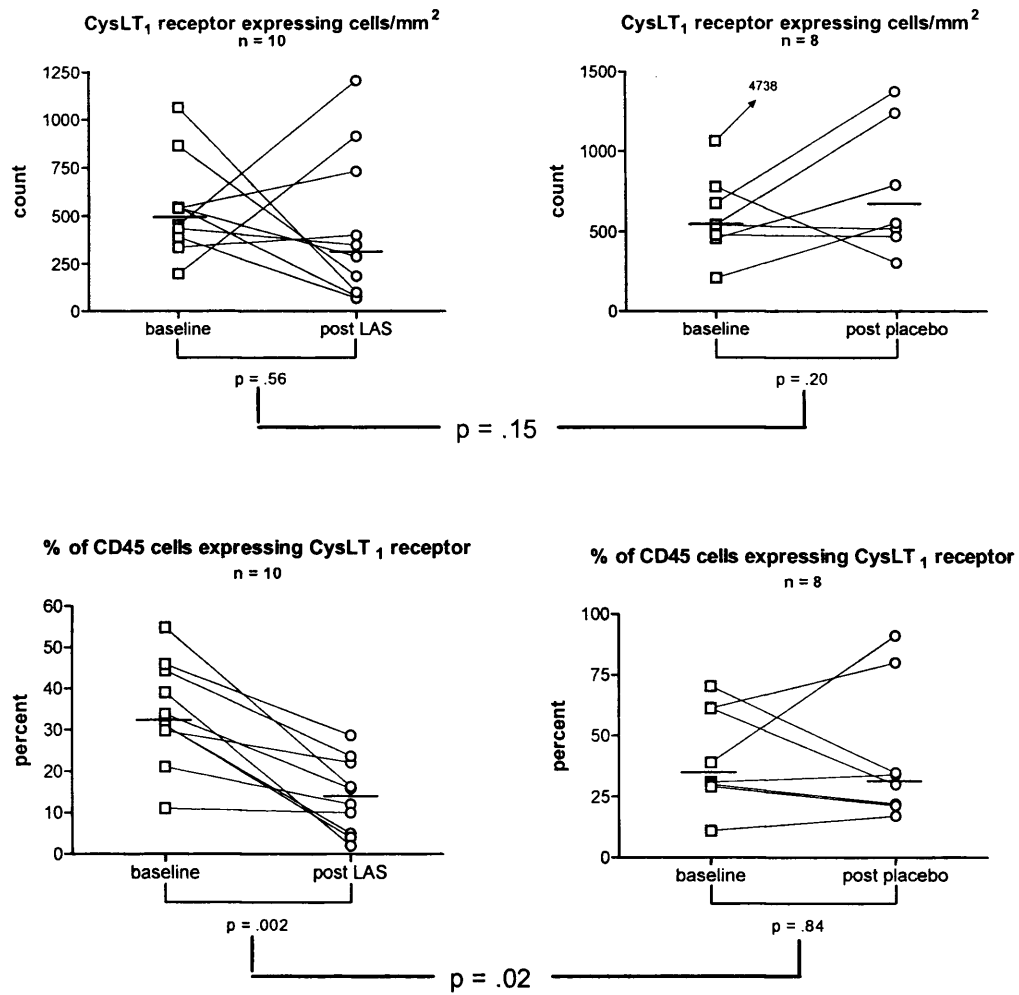 CysLT₁ receptor expressing cells/mm²
n = 10
1250
1000
750
500
250
0
count
baseline
post LAS
p = .56
CysLT₁ receptor expressing cells/mm²
n = 8
1500
1000
500
0
count
4738
baseline
post placebo
p = .20
p = .15
% of CD45 cells expressing CysLT ₁ receptor
n = 10
60
50
40
30
20
10
0
percent
baseline
post LAS
p = .002
% of CD45 cells expressing CysLT ₁ receptor
n = 8
100
75
50
25
0
percent
baseline
post placebo
p = .84
p = .02